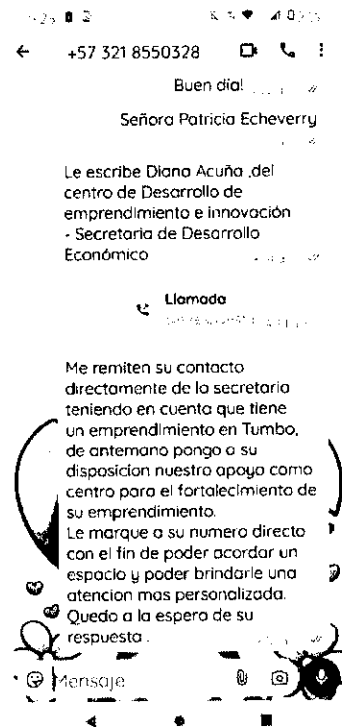 +57 321 8550328
Buen día!
Señora Patricia Echeverry
Le escribe Diana Acuña ,del
centro de Desarrollo de
emprendimiento e innovación
- Secretaria de Desarrollo
Económico
Llamada
Me remiten su contacto
directamente de la secretaria
teniendo en cuenta que tiene
un emprendimiento en Tumbo,
de antemano pongo a su
disposicion nuestro apoyo como
centro para el fortalecimiento de
su emprendimiento.
Le marque a su numero directo
con el fin de poder acordar un
espacio y poder brindarle una
atencion mas personalizada.
Quedo a la espera de su
respuesta .
Mensaje